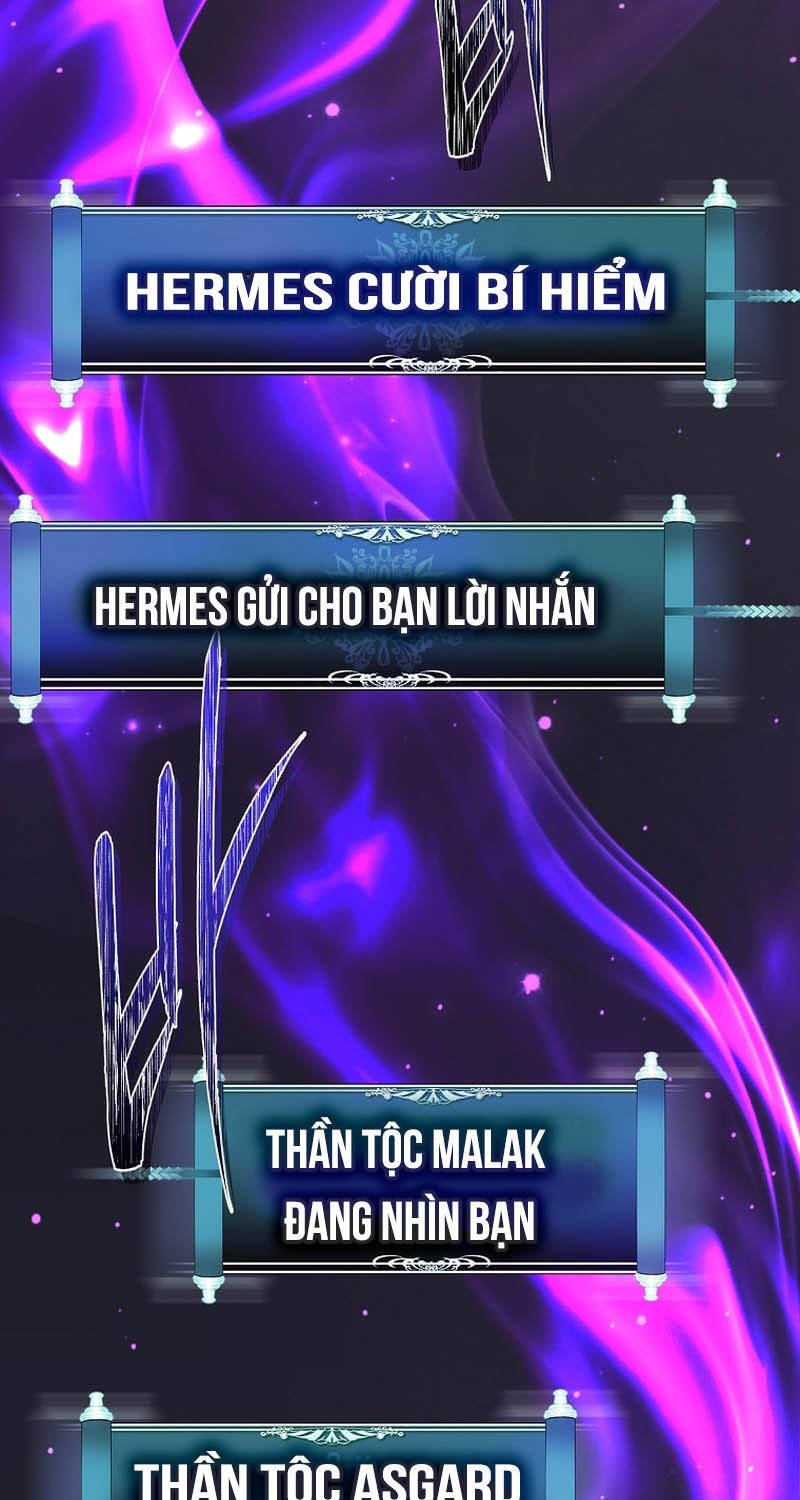 HERMES CƯỜI BÍ HIỂM
HERMES GỬI CHO BẠN LỜI NHẮN
THẦN TỘC MALAK
ĐANG NHÌN BẠN
THẦN TỘC ASGARD